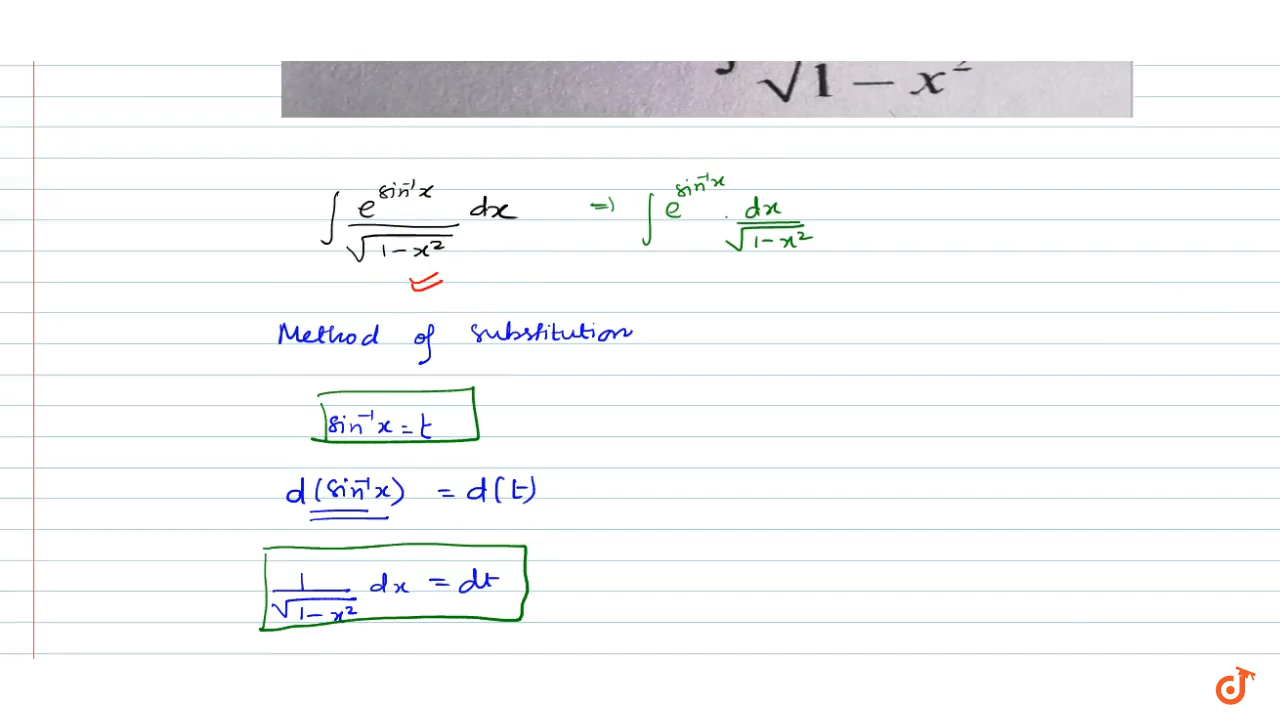 √1 − x²
∫ e^(sin⁻¹x) / √(1−x²) dx ⇒ ∫ e^(sin⁻¹x) . dx / √(1−x²)
Method of substitution
sin⁻¹x = t
d(sin⁻¹x) = d(t)
1 / √(1−x²) dx = dt